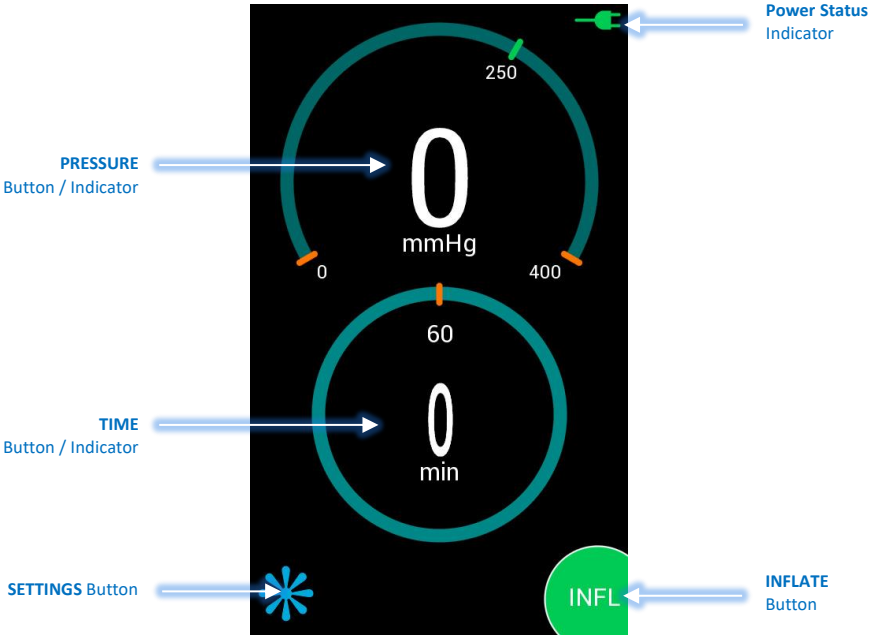 Power Status
Indicator
250
PRESSURE
Button / Indicator
0
mmHg
0
400
60
TIME
Button / Indicator
0
min
SETTINGS Button
INFL
INFLATE
Button